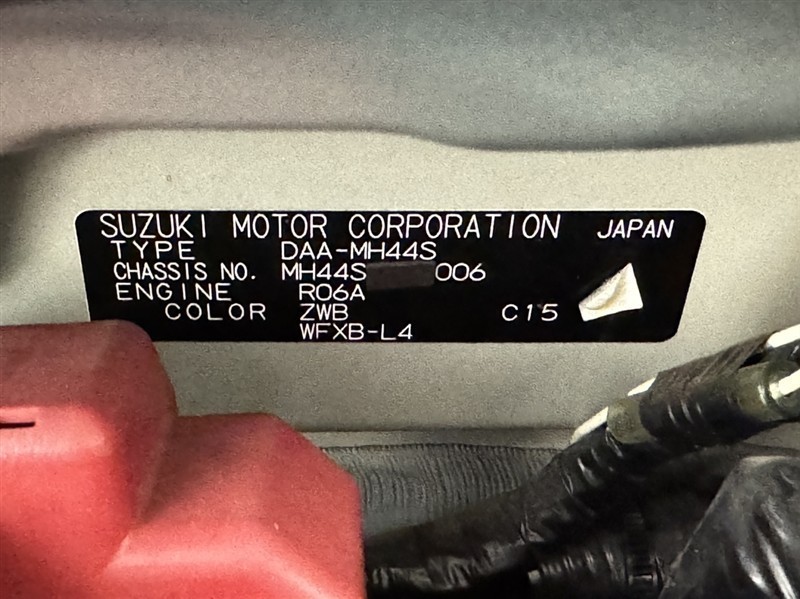 SUZUKI MOTOR CORPORATION JAPAN
TYPE DAA-MH44S
CHASSIS NO. MH44S 006
ENGINE R06A
COLOR ZWB C15
WFXB-L4